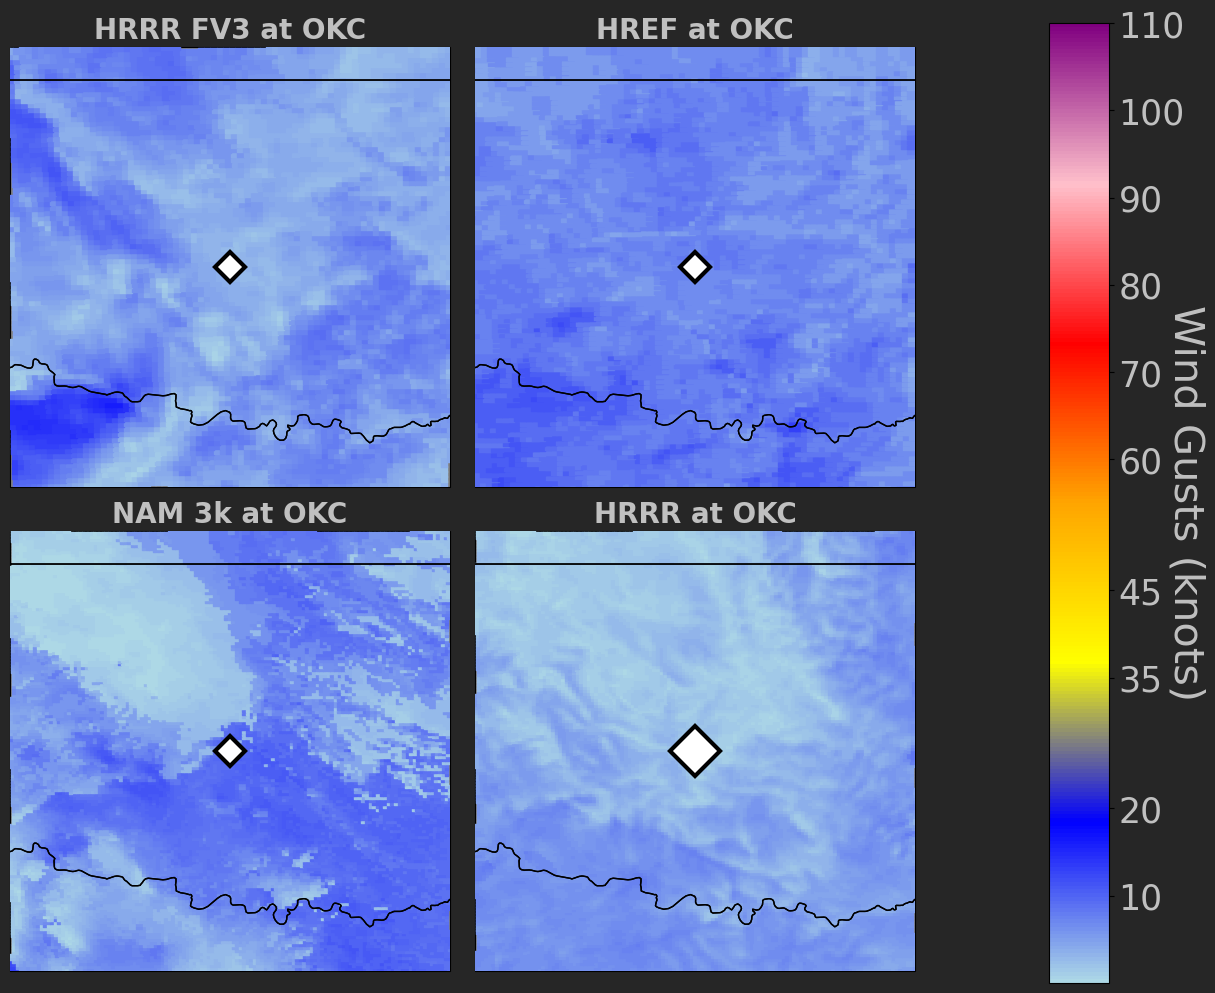 HRRR FV3 at OKC
HREF at OKC
NAM 3k at OKC
HRRR at OKC
110
100
90
80
70
60
45
35
20
10
Wind Gusts (knots)